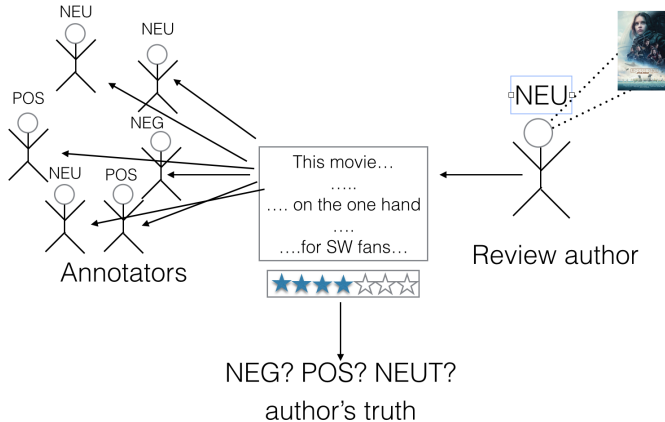 NEU
NEU
POS
NEG
NEU
POS
Annotators
This movie…
…..
…. on the one hand
….
….for SW fans…
NEU
Review author
NEG? POS? NEUT?
author's truth